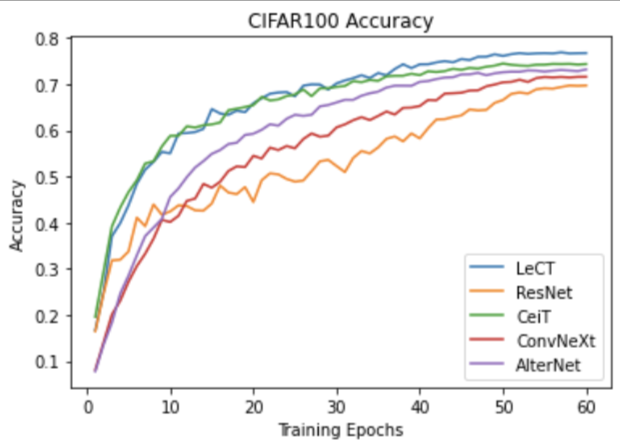 CIFAR100 Accuracy
0.8
0.7
0.6
0.5
0.4
0.3
0.2
0.1
Accuracy
LeCT
ResNet
CeiT
ConvNeXt
AlterNet
0 10 20 30 40 50 60
Training Epochs